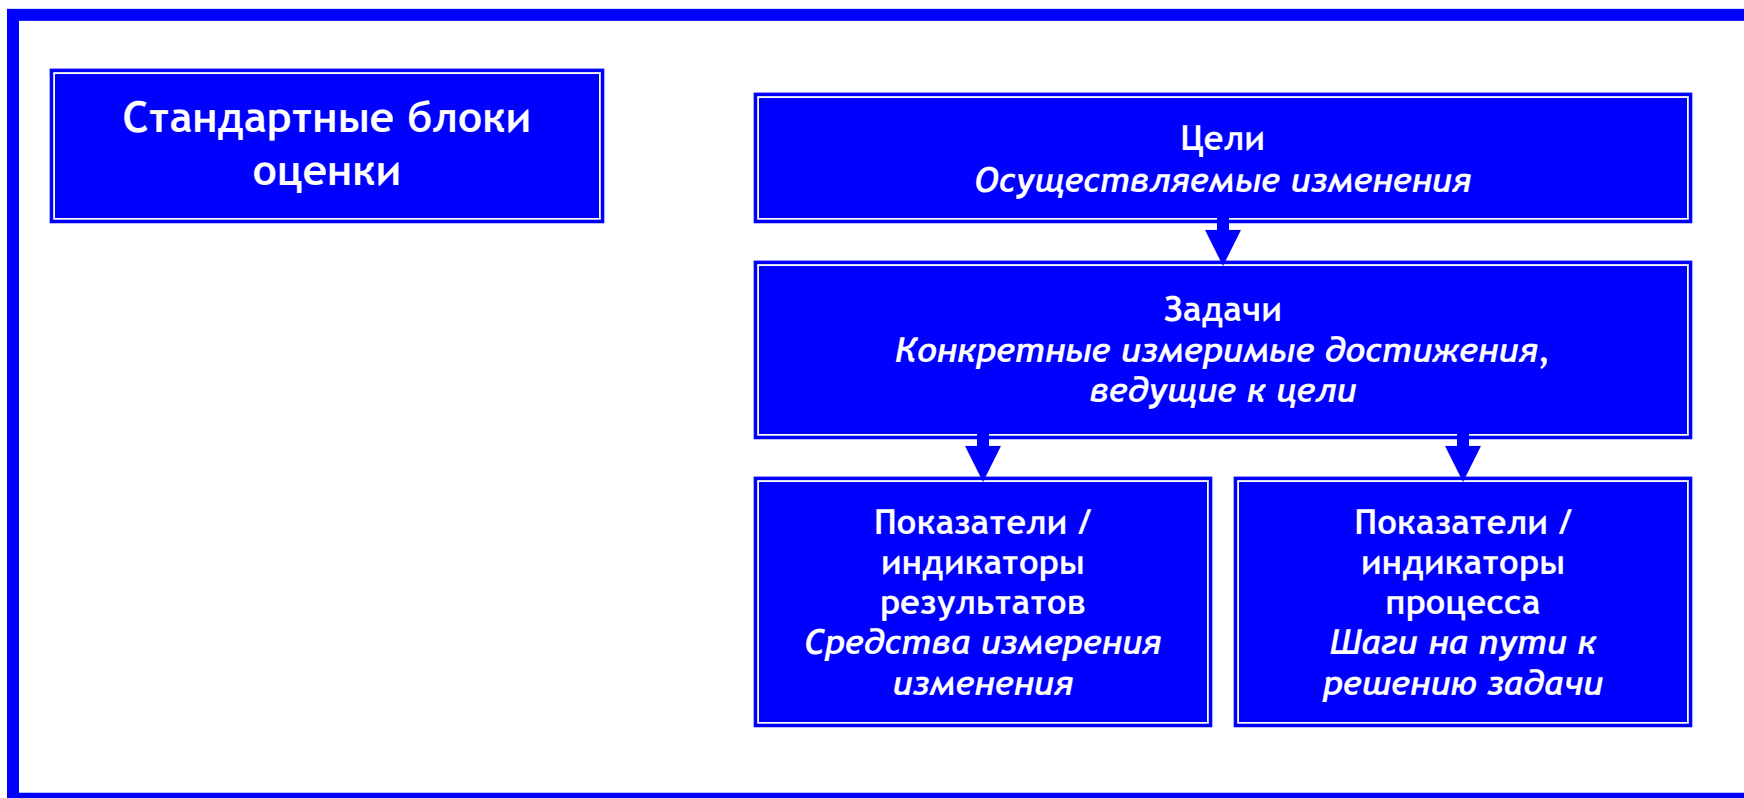 Стандартные блоки
оценки
Цели
Осуществляемые изменения
Задачи
Конкретные измеримые достижения,
ведущие к цели
Показатели /
индикаторы
результатов
Средства измерения
изменения
Показатели /
индикаторы
процесса
Шаги на пути к
решению задачи